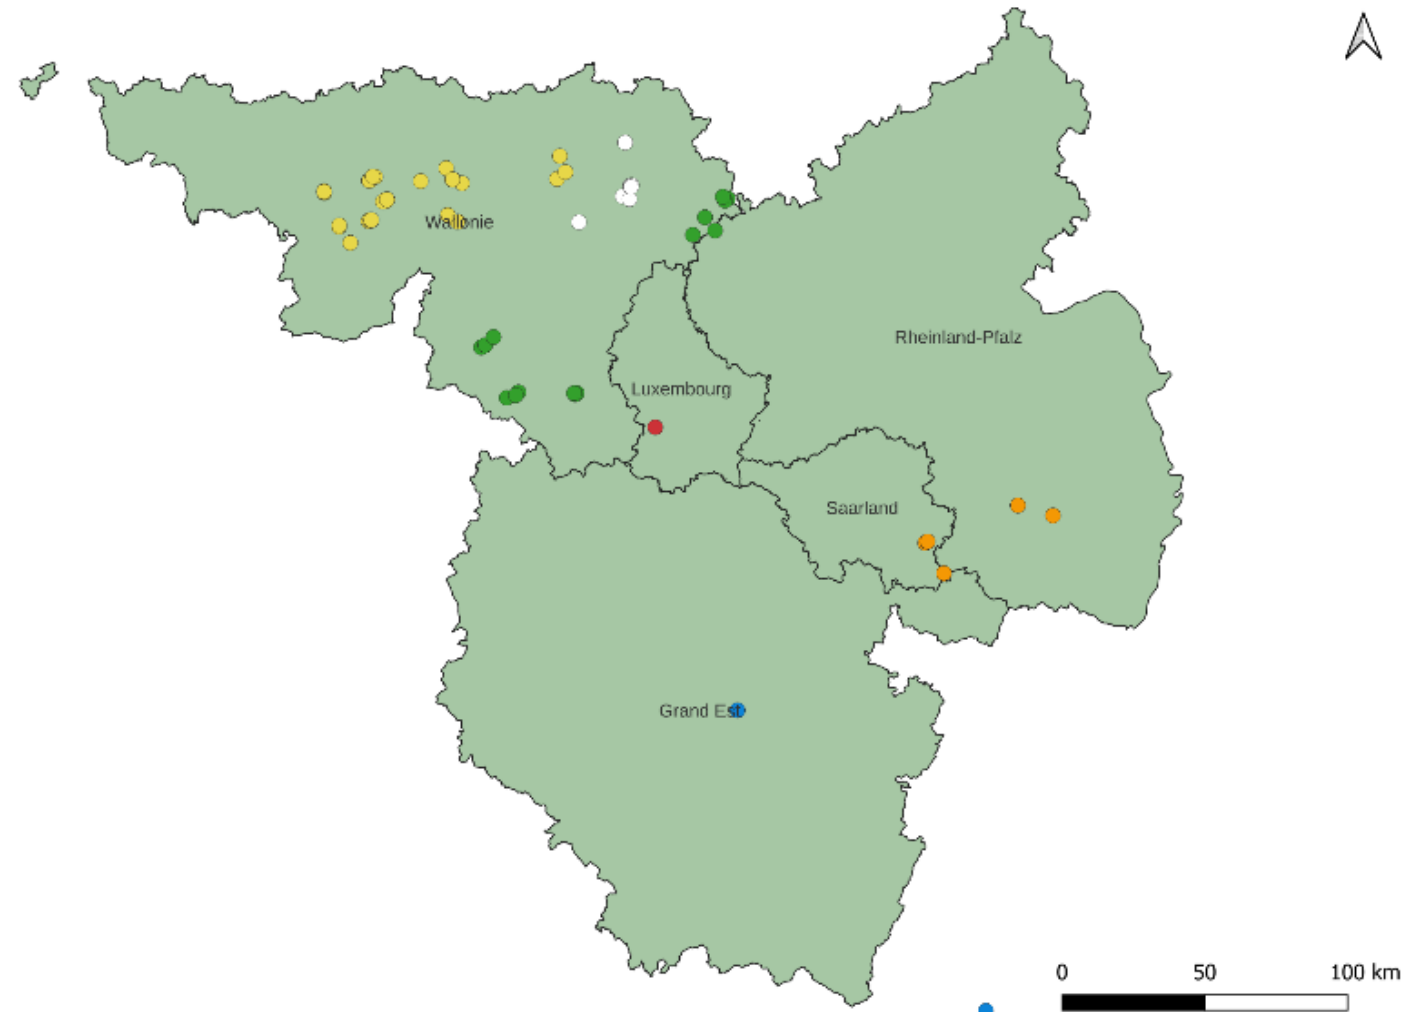 Wallonie
Rheinland-Pfalz
Luxembourg
Saarland
Grand Est
0 50 100 km